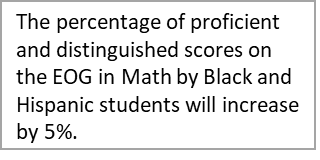 The percentage of proficient
and distinguished scores on
the EOG in Math by Black and
Hispanic students will increase
by 5%.